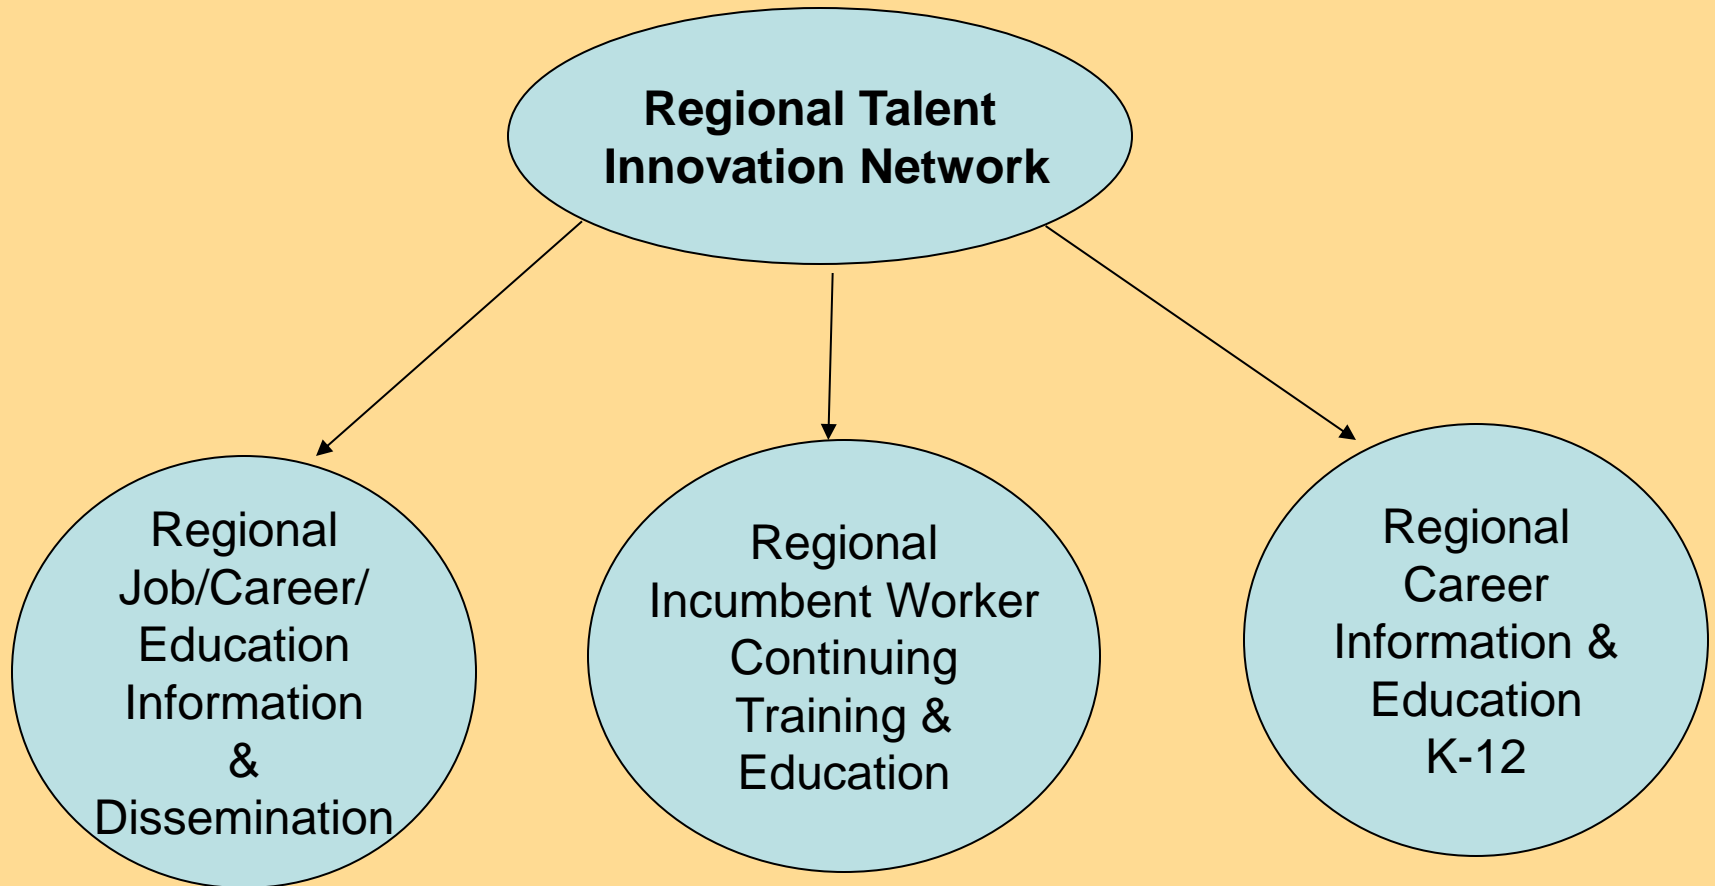 Regional Talent
Innovation Network
Regional
Job/Career/
Education
Information
&
Dissemination
Regional
Incumbent Worker
Continuing
Training &
Education
Regional
Career
Information &
Education
K-12